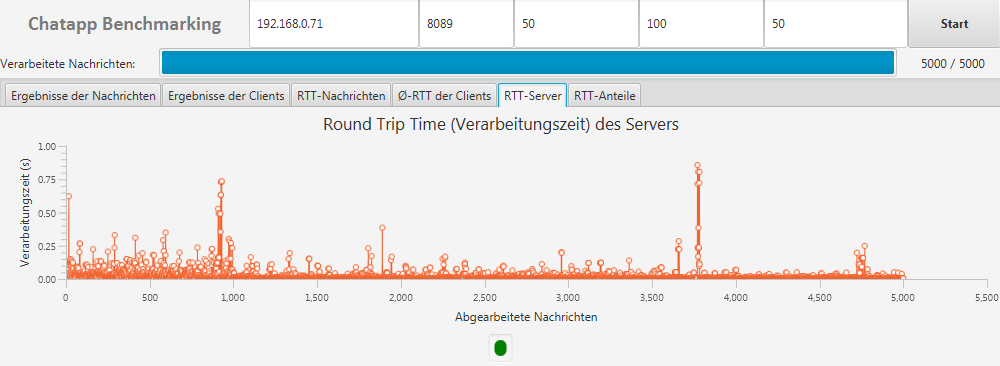 Chatapp Benchmarking 192.168.0.71 8089 50 100 50 Start
Verarbeitete Nachrichten: 5000 / 5000
Ergebnisse der Nachrichten Ergebnisse der Clients RTT-Nachrichten Ø-RTT der Clients RTT-Server RTT-Anteile
Round Trip Time (Verarbeitungszeit) des Servers
Verarbeitungszeit (s)
1.00
0.75
0.50
0.25
0.00
0 500 1,000 1,500 2,000 2,500 3,000 3,500 4,000 4,500 5,000 5,500
Abgearbeitete Nachrichten